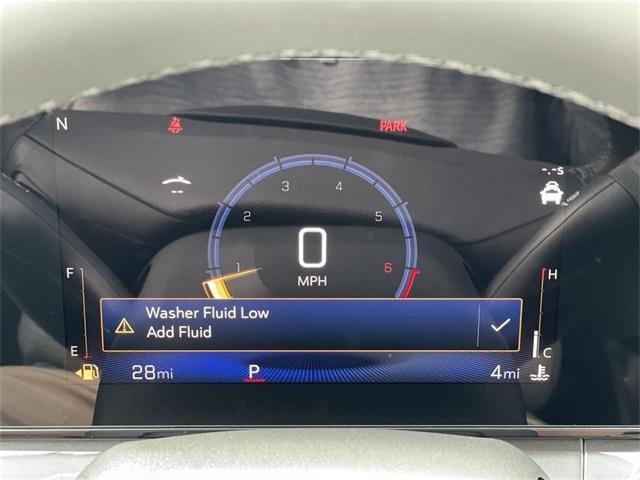 N
PARK
-.-s
3 4
2 5
1 6
0
MPH
F
H
Washer Fluid Low
Add Fluid
E
C
28mi
P
4mi